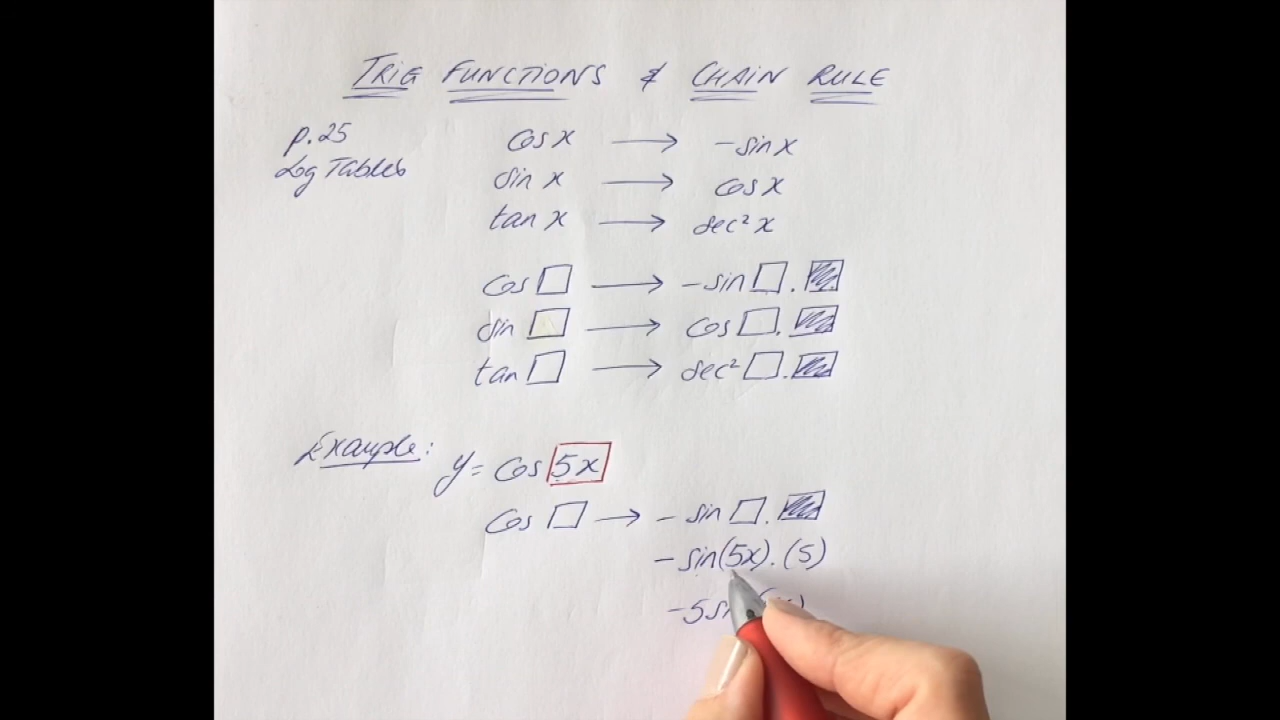 TRIG FUNCTIONS & CHAIN RULE
p.25
Log Tables
cos x → -sin x
sin x → cos x
tan x → sec² x
cos □ → -sin □ . ▨
sin □ → cos □ . ▨
tan □ → sec² □ . ▨
Example:
y = cos 5x
cos □ → - sin □ . ▨
- sin(5x) . (5)